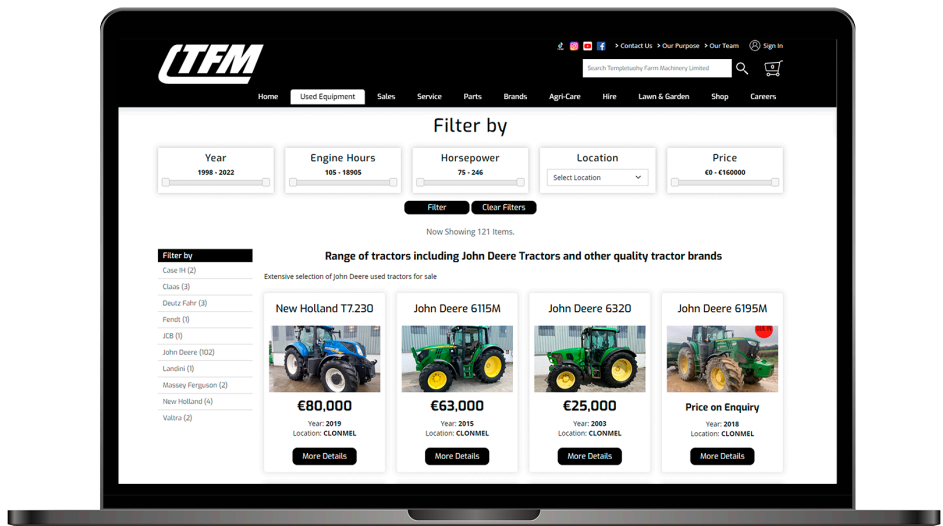 TFM
> Contact Us > Our Purpose > Our Team Sign In
Search Templetuohy Farm Machinery Limited
0
Home Used Equipment Sales Service Parts Brands Agri-Care Hire Lawn & Garden Shop Careers
Filter by
Year Engine Hours Horsepower Location Price
1998 - 2022 105 - 18905 75 - 246 Select Location €0 - €160000
Filter Clear Filters
Now Showing 121 Items.
Filter by
Case IH (2)
Claas (3)
Deutz Fahr (3)
Fendt (1)
JCB (1)
John Deere (102)
Landini (1)
Massey Ferguson (2)
New Holland (4)
Valtra (2)
Range of tractors including John Deere Tractors and other quality tractor brands
Extensive selection of John Deere used tractors for sale
New Holland T7.230 John Deere 6115M John Deere 6320 John Deere 6195M
€80,000 €63,000 €25,000 Price on Enquiry
Year: 2019 Year: 2015 Year: 2003 Year: 2018
Location: CLONMEL Location: CLONMEL Location: CLONMEL Location: CLONMEL
More Details More Details More Details More Details